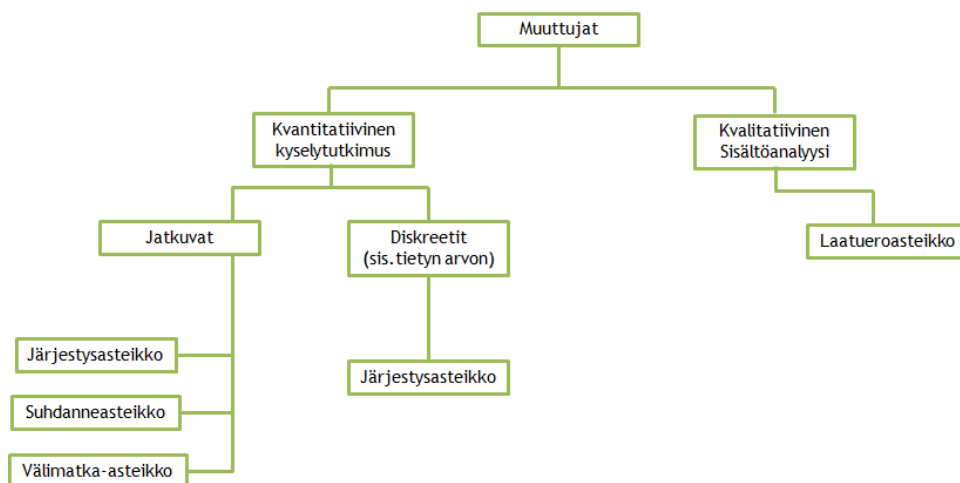 Muuttujat
Kvantitatiivinen
kyselytutkimus
Kvalitatiivinen
Sisältöanalyysi
Jatkuvat
Diskreetit
(sis.tietyn arvon)
Laatueroasteikko
Järjestysasteikko
Järjestysasteikko
Suhdanneasteikko
Välimatka-asteikko